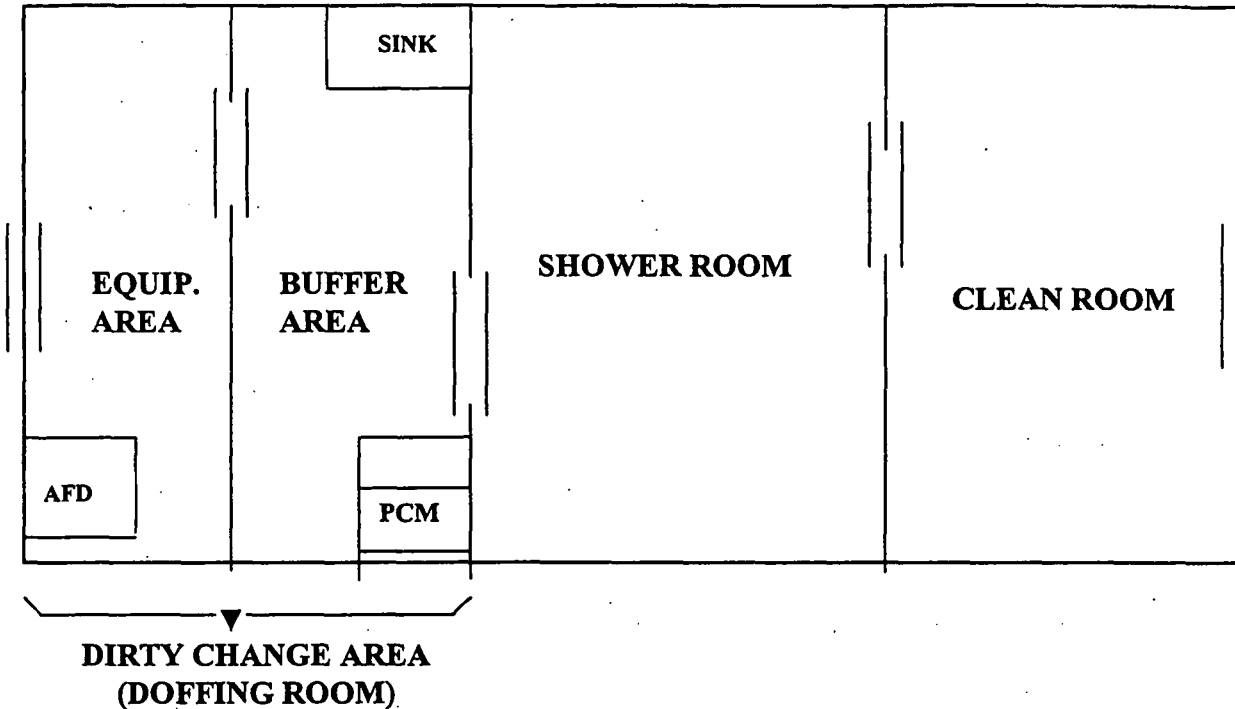 SINK
EQUIP.
AREA
BUFFER
AREA
SHOWER ROOM
CLEAN ROOM
AFD
PCM
DIRTY CHANGE AREA
(DOFFING ROOM)